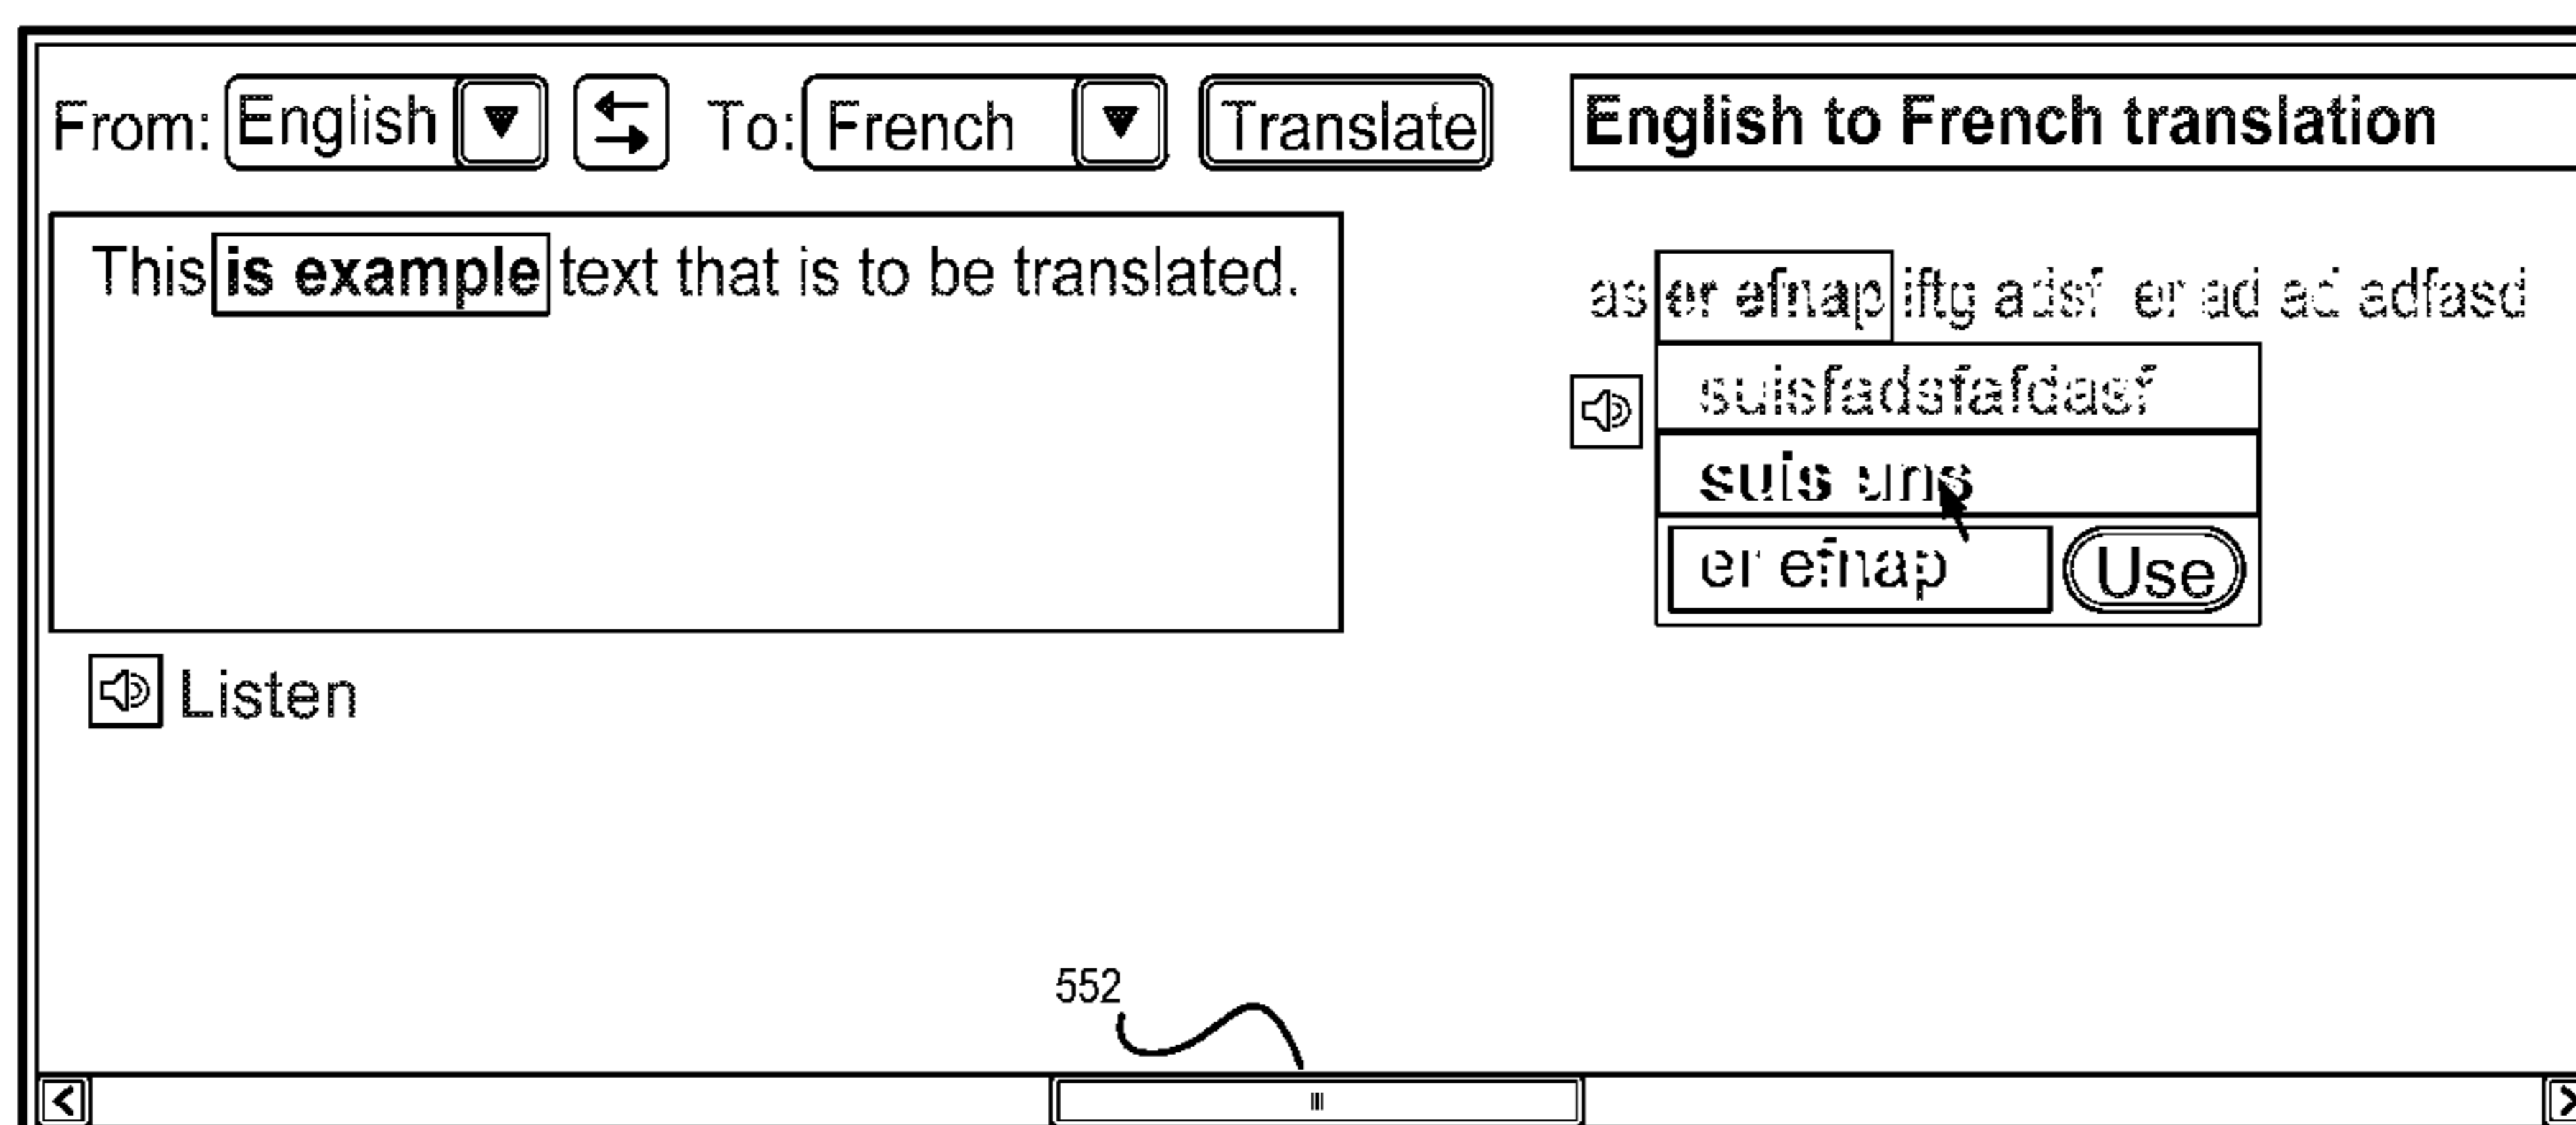 From: English To: French Translate
English to French translation
This is example text that is to be translated.
Listen
as er efnap iftg adsf er ad ad adfasd
suisfadsfafdasf
suis uns
er efnap Use
552